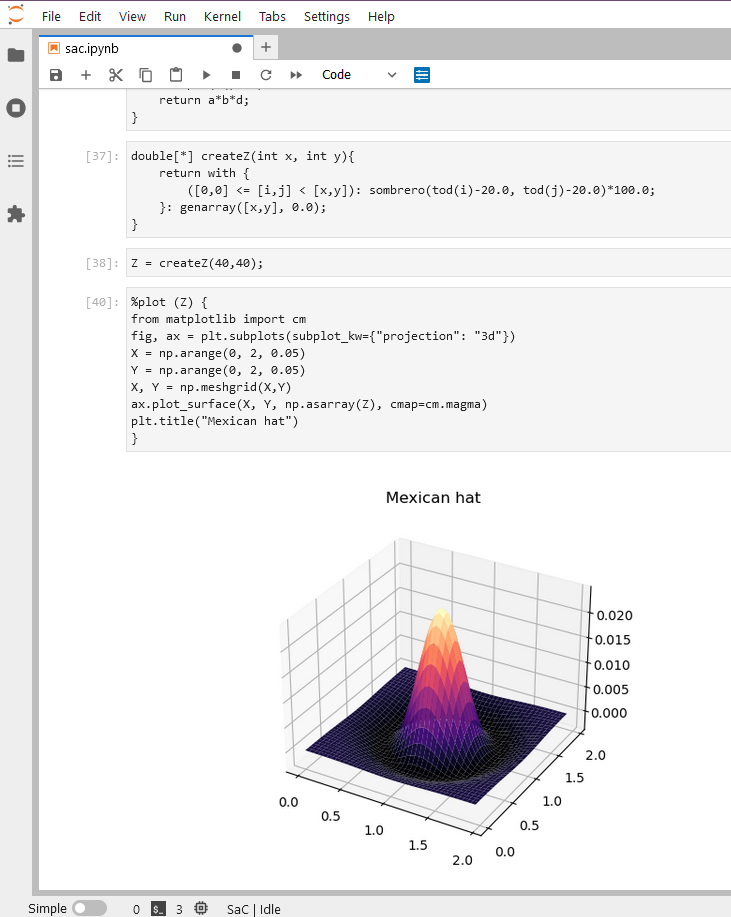 File Edit View Run Kernel Tabs Settings Help
sac.ipynb
Code
return a*b*d;
}
[37]:
double[*] createZ(int x, int y){
return with {
([0,0] <= [i,j] < [x,y]): sombrero(tod(i)-20.0, tod(j)-20.0)*100.0;
}: genarray([x,y], 0.0);
}
[38]:
Z = createZ(40,40);
[40]:
%plot (Z) {
from matplotlib import cm
fig, ax = plt.subplots(subplot_kw={"projection": "3d"})
X = np.arange(0, 2, 0.05)
Y = np.arange(0, 2, 0.05)
X, Y = np.meshgrid(X,Y)
ax.plot_surface(X, Y, np.asarray(Z), cmap=cm.magma)
plt.title("Mexican hat")
}
Mexican hat
0.020
0.015
0.010
0.005
0.000
2.0
1.5
1.0
0.5
0.0
0.0
0.5
1.0
1.5
2.0
Simple 0 $_ 3 SaC | Idle